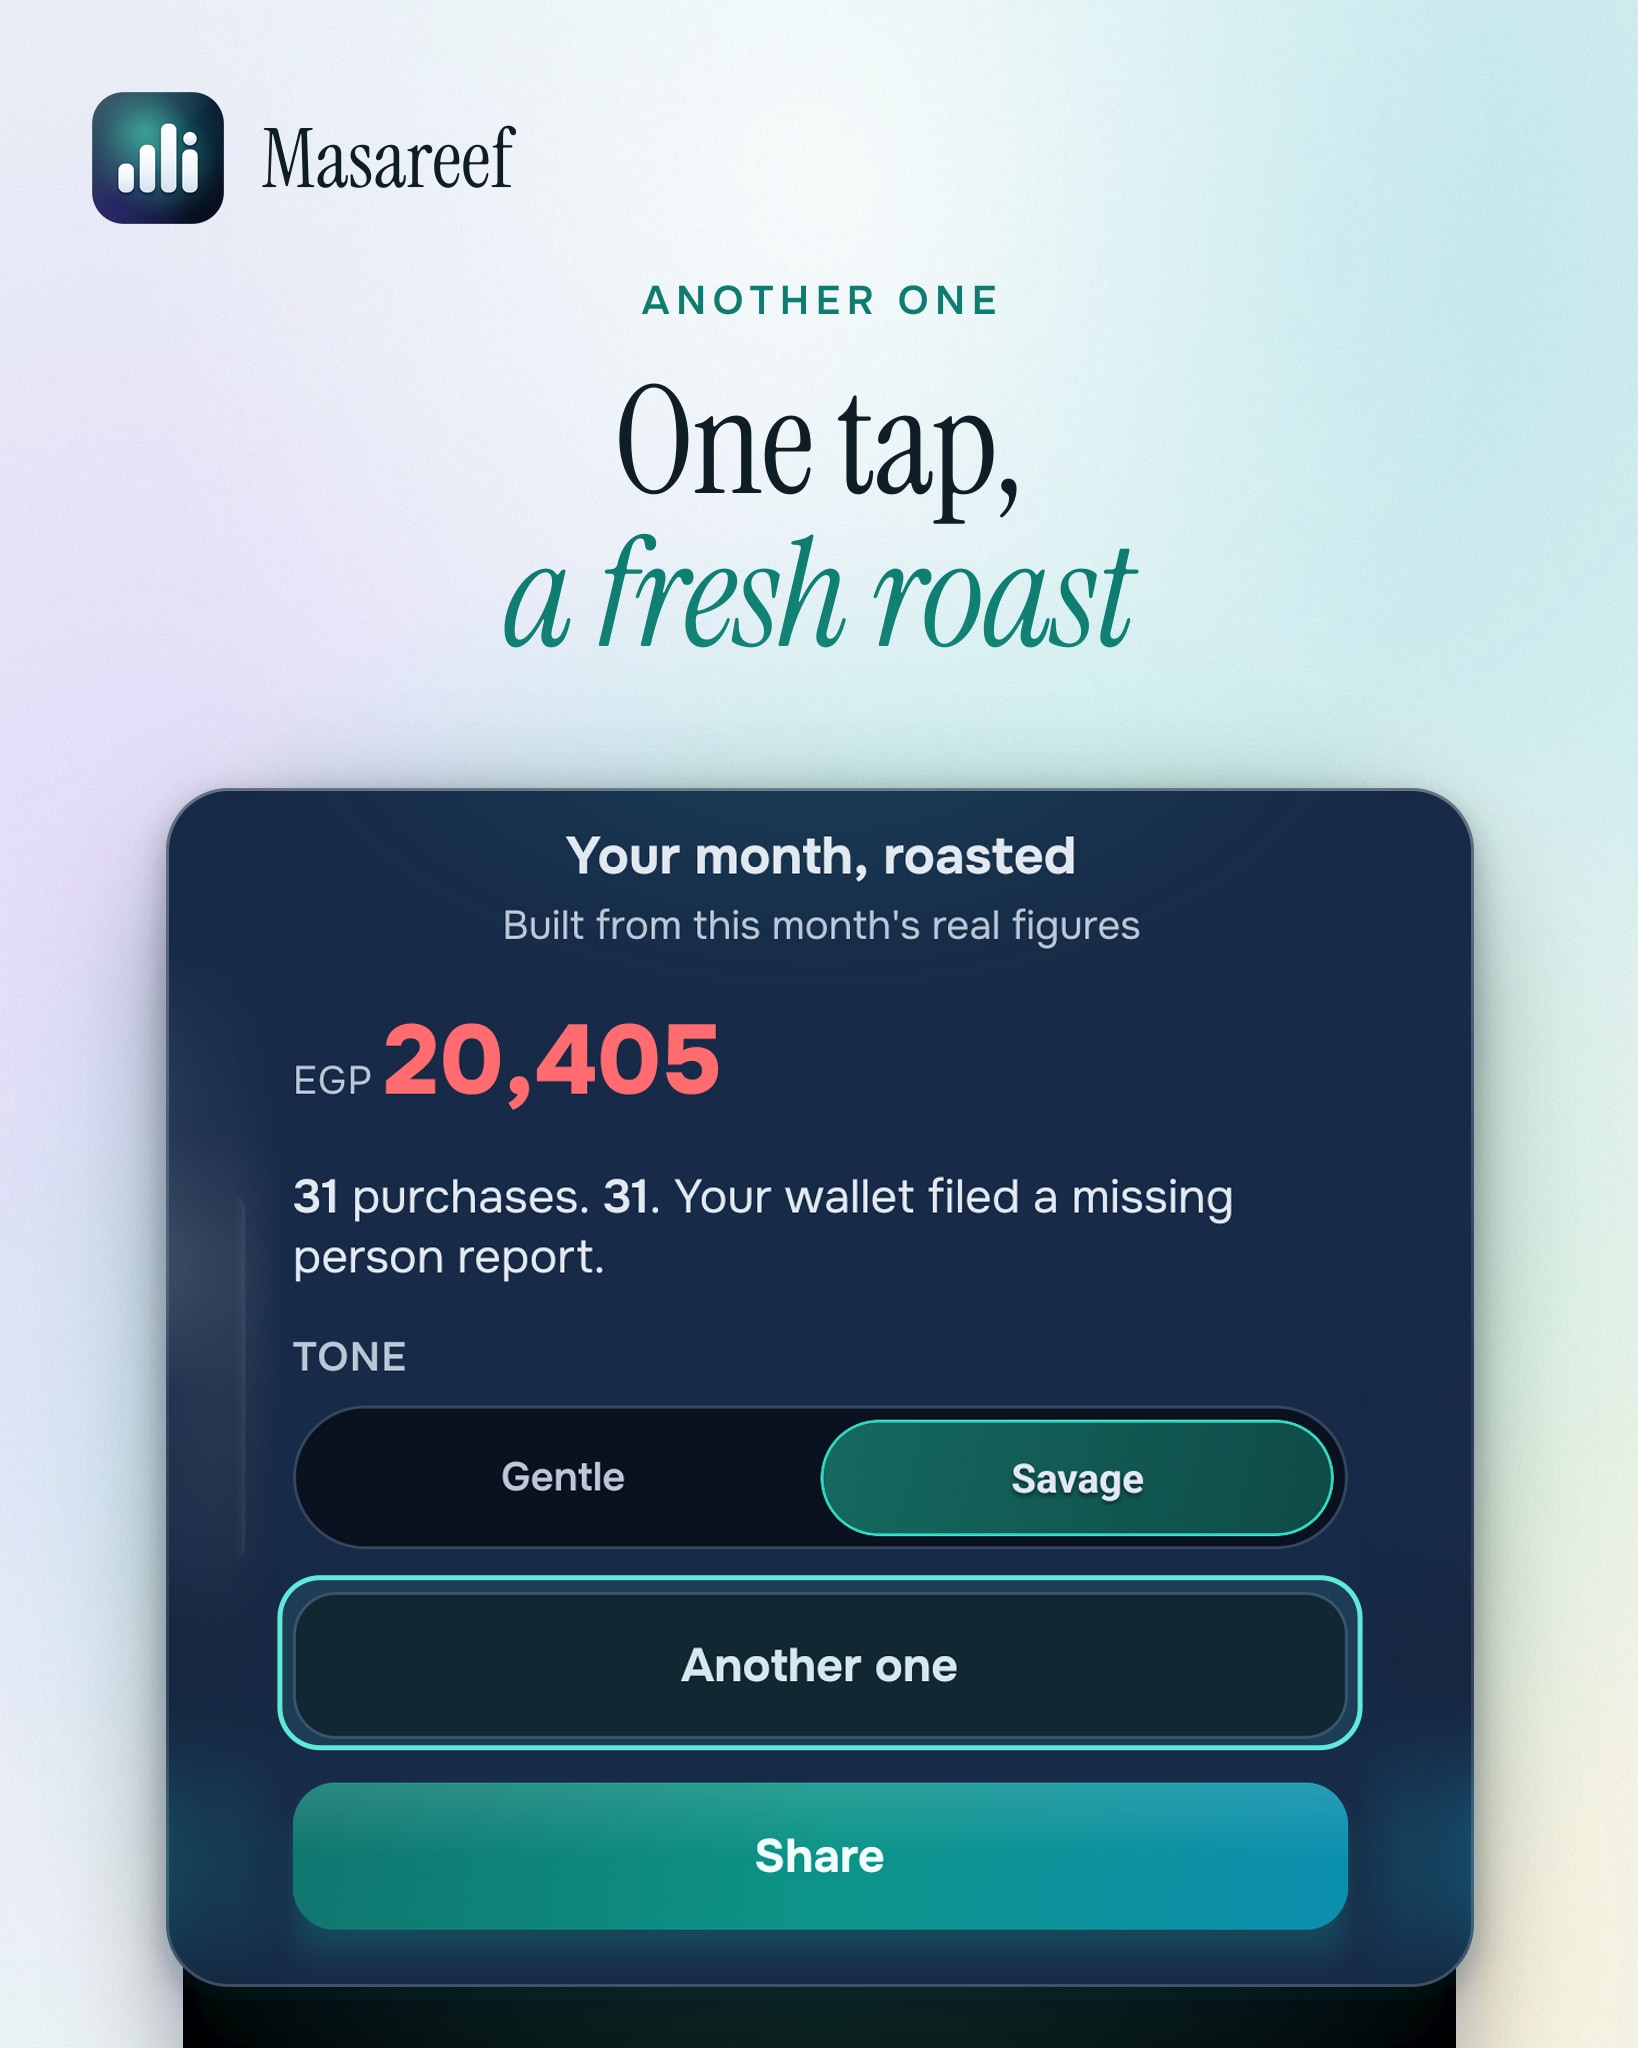 Masareef
ANOTHER ONE
One tap,
a fresh roast
Your month, roasted
Built from this month's real figures
EGP 20,405
31 purchases. 31. Your wallet filed a missing
person report.
TONE
Gentle
Savage
Another one
Share